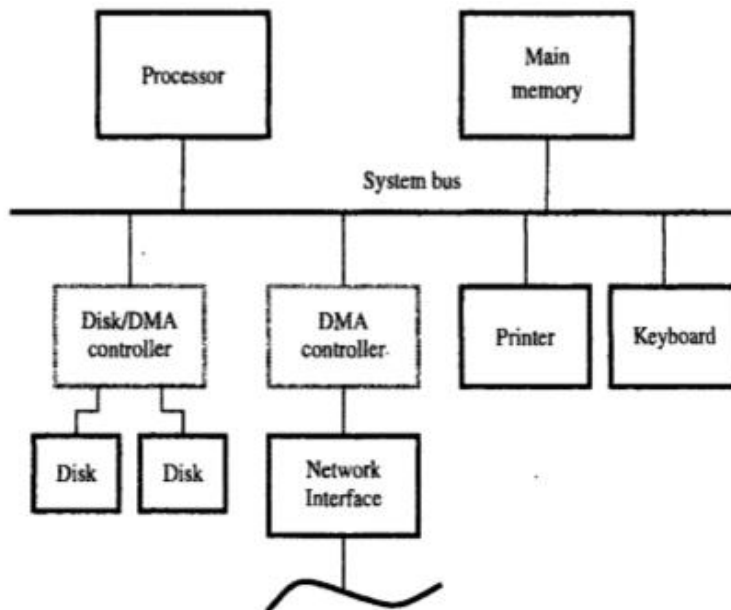 Processor
Main
memory
System bus
Disk/DMA
controller
DMA
controller
Printer
Keyboard
Disk
Disk
Network
Interface